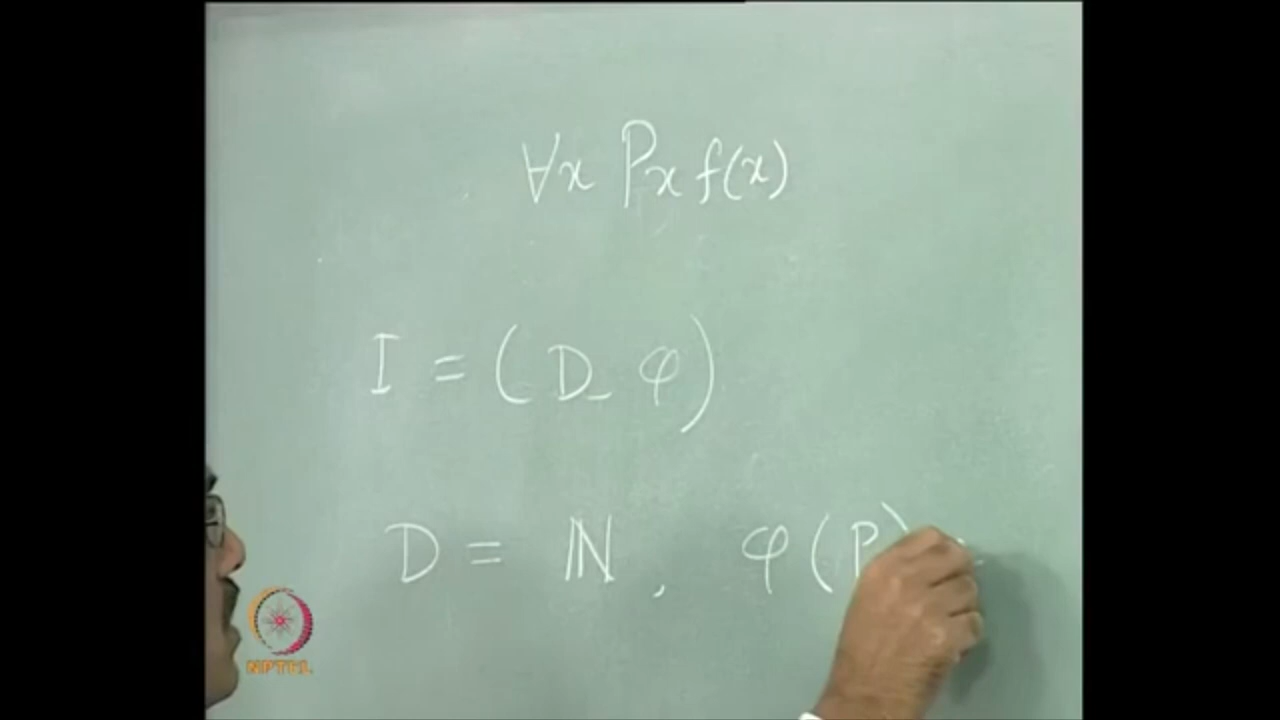 ∀x Px f(x)
I = ( D φ )
D = ℕ , φ ( P ) =
NPTEL